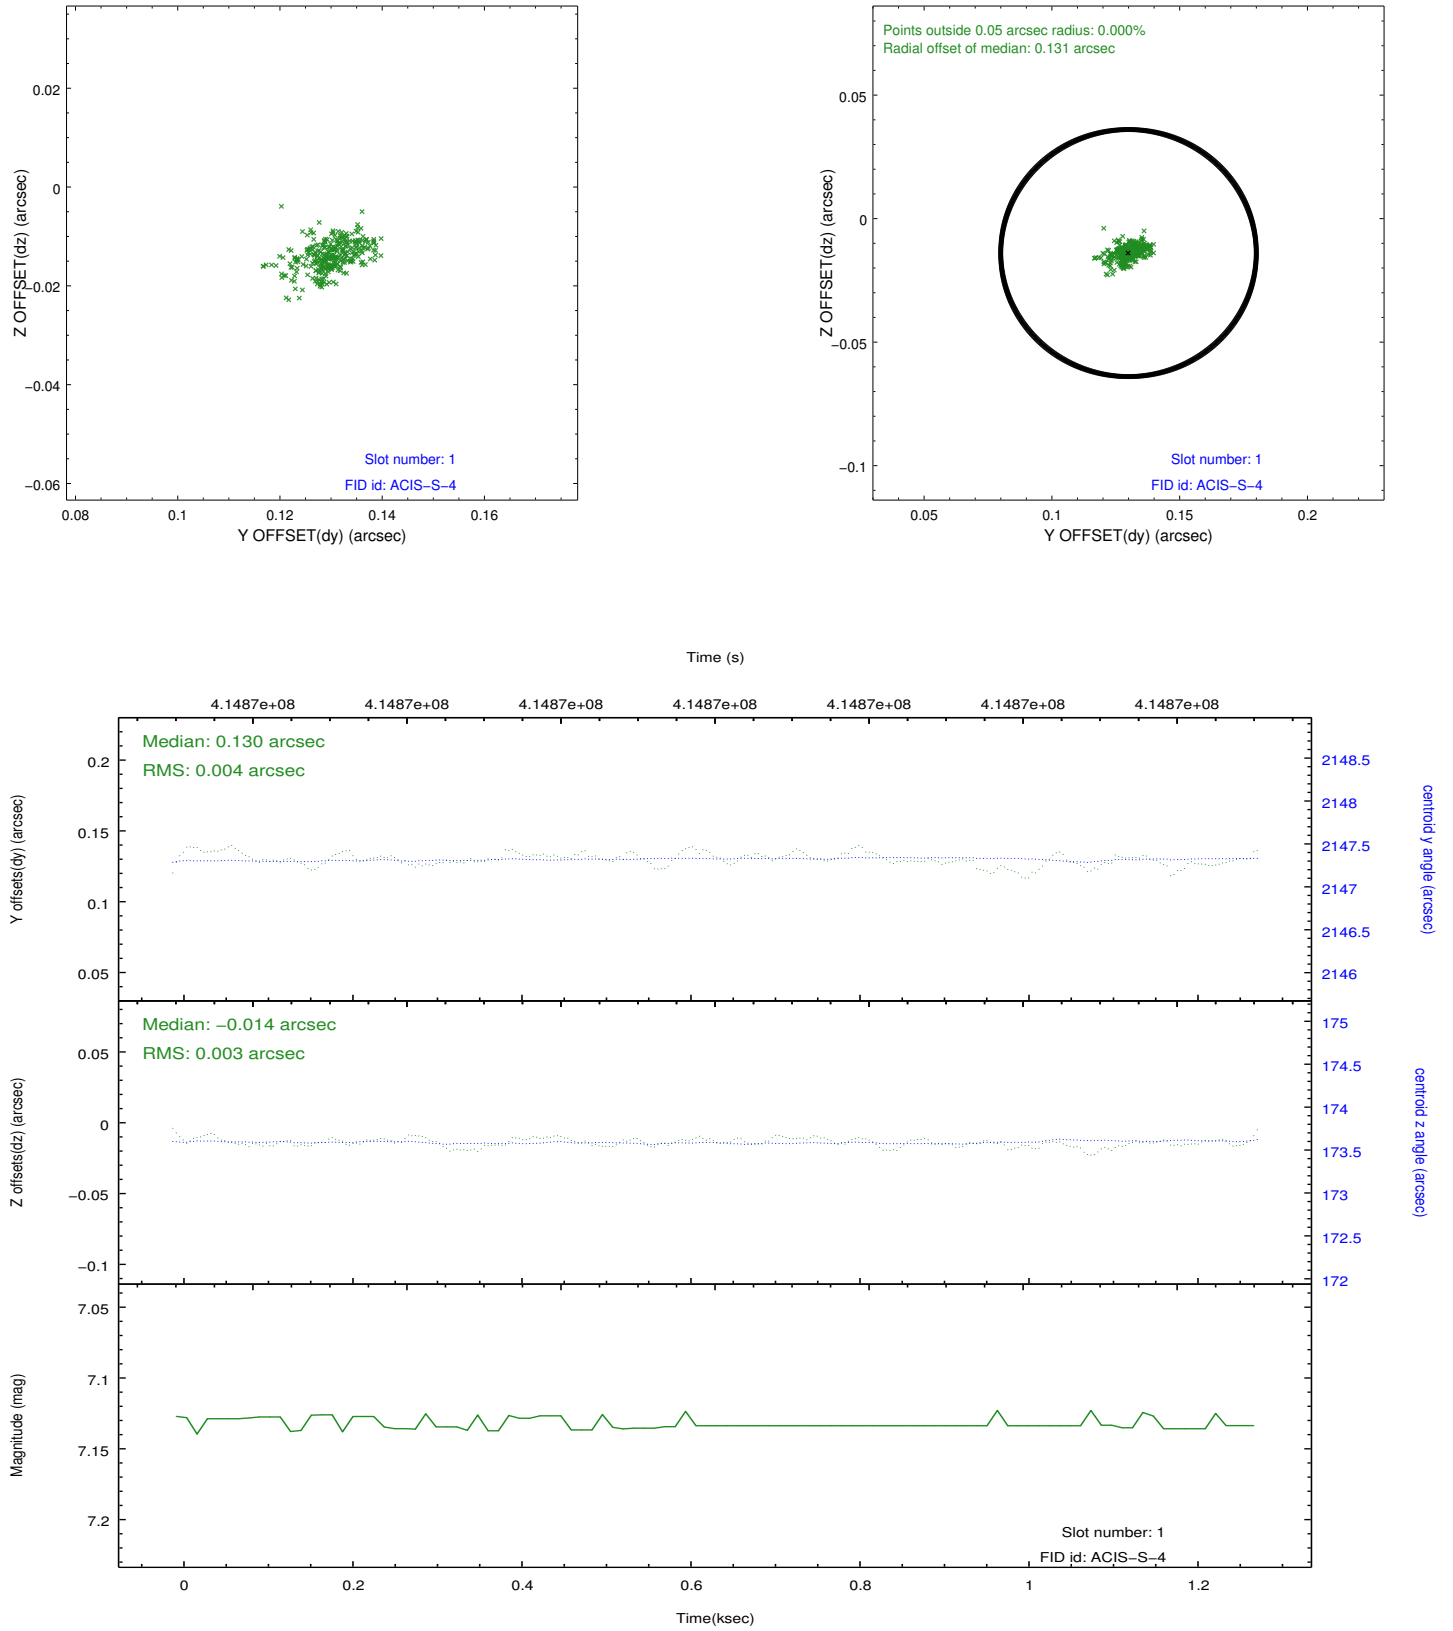 0.02
0
−0.02
−0.04
−0.06
Z OFFSET(dz) (arcsec)
Slot number: 1
FID id: ACIS−S−4
0.08 0.1 0.12 0.14 0.16
Y OFFSET(dy) (arcsec)
Points outside 0.05 arcsec radius: 0.000%
Radial offset of median: 0.131 arcsec
0.05
0
−0.05
−0.1
Z OFFSET(dz) (arcsec)
Slot number: 1
FID id: ACIS−S−4
0.05 0.1 0.15 0.2
Y OFFSET(dy) (arcsec)
Time (s)
4.1487e+08 4.1487e+08 4.1487e+08 4.1487e+08 4.1487e+08 4.1487e+08 4.1487e+08
Median: 0.130 arcsec
RMS: 0.004 arcsec
0.2
0.15
0.1
0.05
Y offsets(dy) (arcsec)
2148.5
2148
2147.5
2147
2146.5
2146
centroid y angle (arcsec)
Median: −0.014 arcsec
RMS: 0.003 arcsec
0.05
0
−0.05
−0.1
Z offsets(dz) (arcsec)
175
174.5
174
173.5
173
172.5
172
centroid z angle (arcsec)
7.05
7.1
7.15
7.2
Magnitude (mag)
Slot number: 1
FID id: ACIS−S−4
0 0.2 0.4 0.6 0.8 1 1.2
Time(ksec)